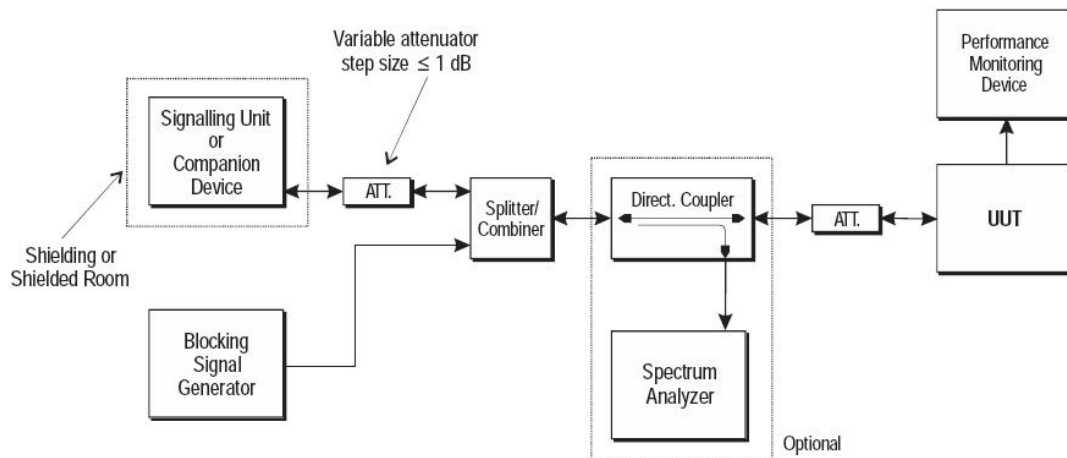 Variable attenuator
step size ≤ 1 dB
Performance
Monitoring
Device
Signalling Unit
or
Companion
Device
ATT.
Splitter/
Combiner
Direct. Coupler
ATT.
UUT
Shielding or
Shielded Room
Blocking
Signal
Generator
Spectrum
Analyzer
Optional